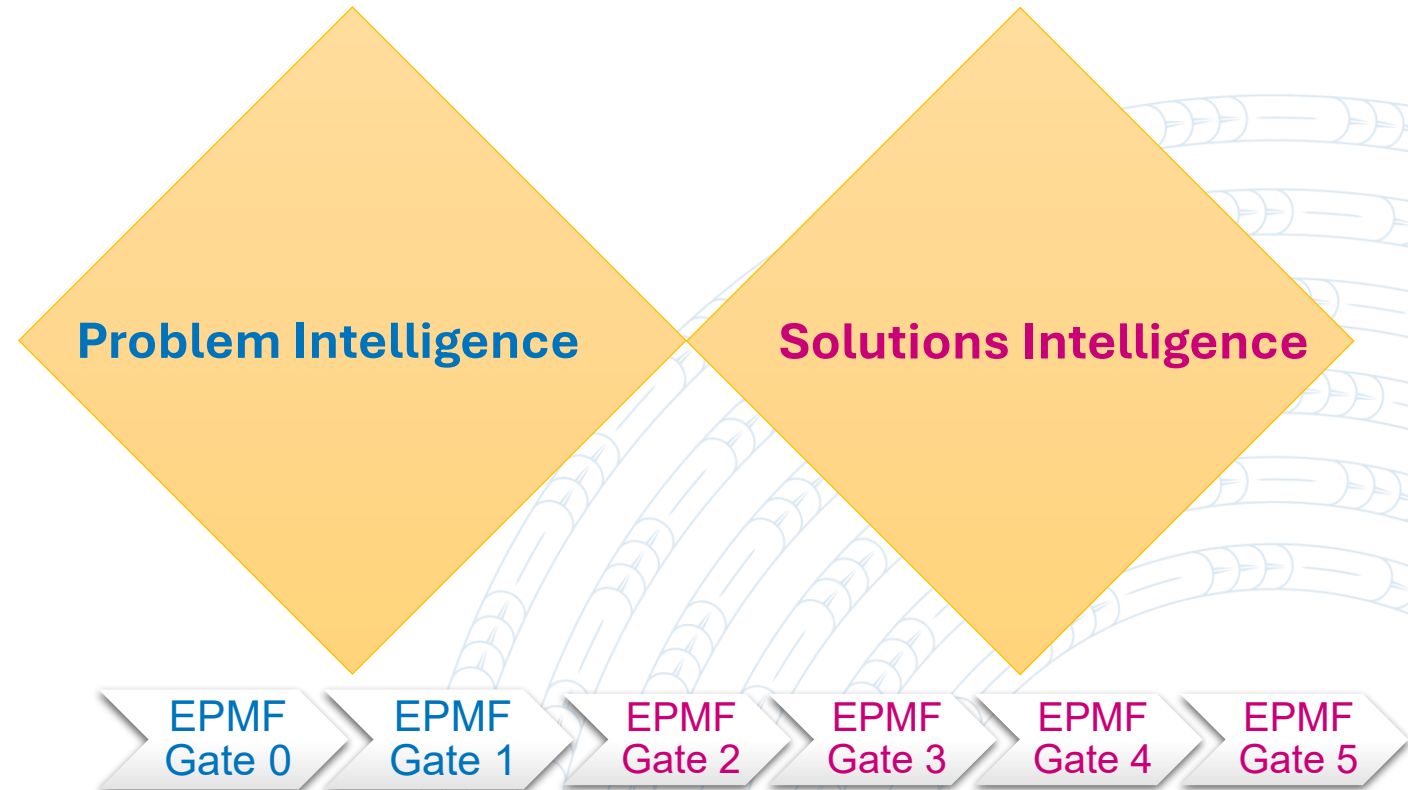 Problem Intelligence
Solutions Intelligence
EPMF
Gate 0
EPMF
Gate 1
EPMF
Gate 2
EPMF
Gate 3
EPMF
Gate 4
EPMF
Gate 5